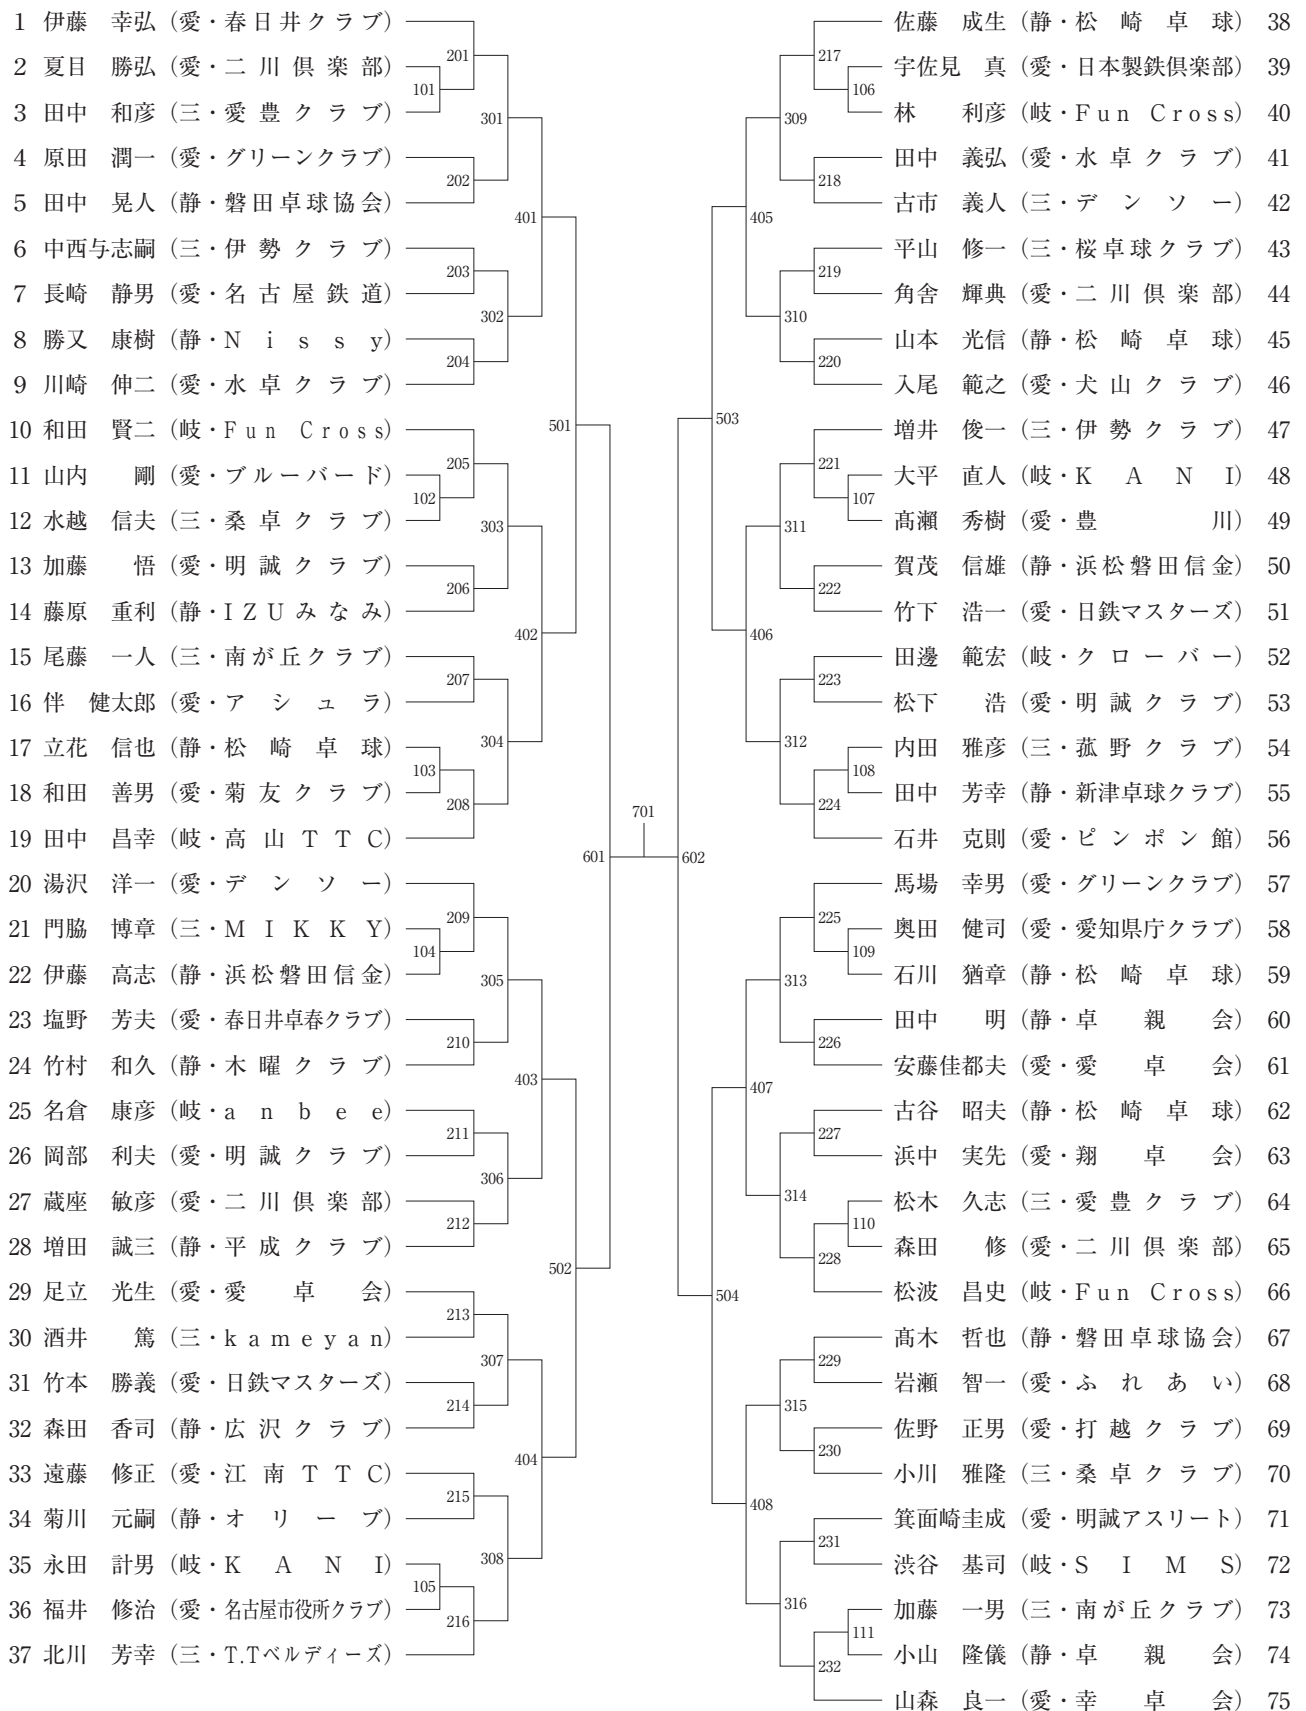 1 伊藤 幸弘 (愛・春日井クラブ)
2 夏目 勝弘 (愛・二川倶楽部)
3 田中 和彦 (三・愛豊クラブ)
4 原田 潤一 (愛・グリーンクラブ)
5 田中 晃人 (静・磐田卓球協会)
6 中西与志嗣 (三・伊勢クラブ)
7 長崎 静男 (愛・名古屋鉄道)
8 勝又 康樹 (静・Nissy)
9 川崎 伸二 (愛・水卓クラブ)
10 和田 賢二 (岐・Fun Cross)
11 山内 剛 (愛・ブルーバード)
12 水越 信夫 (三・桑卓クラブ)
13 加藤 悟 (愛・明誠クラブ)
14 藤原 重利 (静・IZUみなみ)
15 尾藤 一人 (三・南が丘クラブ)
16 伴 健太郎 (愛・アシュラ)
17 立花 信也 (静・松崎卓球)
18 和田 善男 (愛・菊友クラブ)
19 田中 昌幸 (岐・高山TTC)
20 湯沢 洋一 (愛・デンソー)
21 門脇 博章 (三・MIKKY)
22 伊藤 高志 (静・浜松磐田信金)
23 塩野 芳夫 (愛・春日井卓春クラブ)
24 竹村 和久 (静・木曜クラブ)
25 名倉 康彦 (岐・anbee)
26 岡部 利夫 (愛・明誠クラブ)
27 蔵座 敏彦 (愛・二川倶楽部)
28 増田 誠三 (静・平成クラブ)
29 足立 光生 (愛・愛卓会)
30 酒井 篤 (三・kameyan)
31 竹本 勝義 (愛・日鉄マスターズ)
32 森田 香司 (静・広沢クラブ)
33 遠藤 修正 (愛・江南TTC)
34 菊川 元嗣 (静・オリーブ)
35 永田 計男 (岐・KANI)
36 福井 修治 (愛・名古屋市役所クラブ)
37 北川 芳幸 (三・T.Tベルディーズ)
101
102
103
104
105
201
202
203
204
205
206
207
208
209
210
211
212
213
214
215
216
301
302
303
304
305
306
307
308
401
402
403
404
501
502
601
701
602
503
504
405
406
407
408
309
310
311
312
313
314
315
316
217
218
219
220
221
222
223
224
225
226
227
228
229
230
231
232
106
107
108
109
110
111
佐藤 成生 (静・松崎卓球) 38
宇佐見 真 (愛・日本製鉄倶楽部) 39
林 利彦 (岐・Fun Cross) 40
田中 義弘 (愛・水卓クラブ) 41
古市 義人 (三・デンソー) 42
平山 修一 (三・桜卓球クラブ) 43
角舎 輝典 (愛・二川倶楽部) 44
山本 光信 (静・松崎卓球) 45
入尾 範之 (愛・犬山クラブ) 46
増井 俊一 (三・伊勢クラブ) 47
大平 直人 (岐・KANI) 48
髙瀬 秀樹 (愛・豊川) 49
賀茂 信雄 (静・浜松磐田信金) 50
竹下 浩一 (愛・日鉄マスターズ) 51
田邊 範宏 (岐・クローバー) 52
松下 浩 (愛・明誠クラブ) 53
内田 雅彦 (三・菰野クラブ) 54
田中 芳幸 (静・新津卓球クラブ) 55
石井 克則 (愛・ピンポン館) 56
馬場 幸男 (愛・グリーンクラブ) 57
奥田 健司 (愛・愛知県庁クラブ) 58
石川 猶章 (静・松崎卓球) 59
田中 明 (静・卓親会) 60
安藤佳都夫 (愛・愛卓会) 61
古谷 昭夫 (静・松崎卓球) 62
浜中 実先 (愛・翔卓会) 63
松木 久志 (三・愛豊クラブ) 64
森田 修 (愛・二川倶楽部) 65
松波 昌史 (岐・Fun Cross) 66
髙木 哲也 (静・磐田卓球協会) 67
岩瀬 智一 (愛・ふれあい) 68
佐野 正男 (愛・打越クラブ) 69
小川 雅隆 (三・桑卓クラブ) 70
箕面崎圭成 (愛・明誠アスリート) 71
渋谷 基司 (岐・SIMS) 72
加藤 一男 (三・南が丘クラブ) 73
小山 隆儀 (静・卓親会) 74
山森 良一 (愛・幸卓会) 75